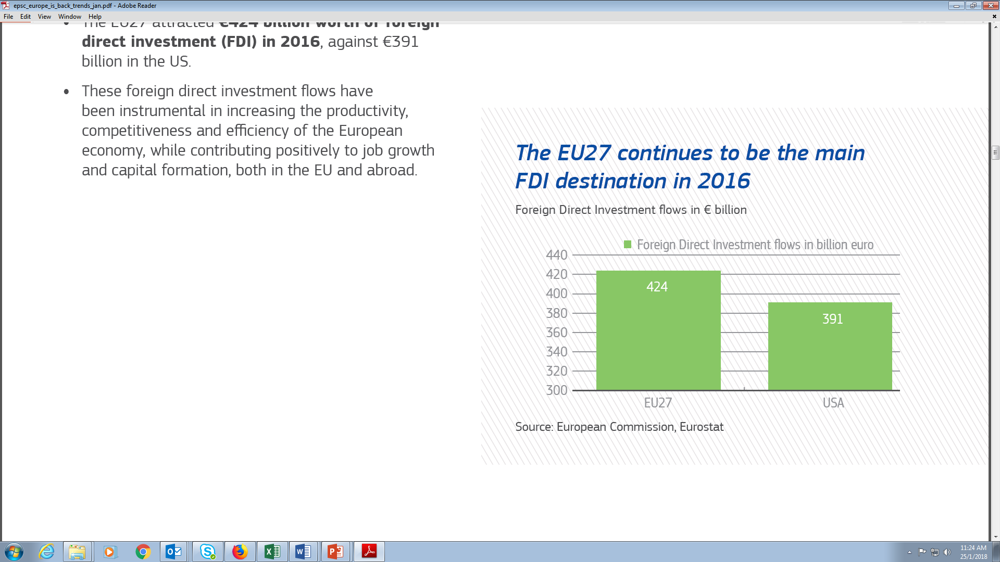 epsc_europe_is_back_trends_jan.pdf - Adobe Reader
File Edit View Window Help
• The EU27 attracted €424 billion worth of foreign
direct investment (FDI) in 2016, against €391
billion in the US.
• These foreign direct investment flows have
been instrumental in increasing the productivity,
competitiveness and efficiency of the European
economy, while contributing positively to job growth
and capital formation, both in the EU and abroad.
The EU27 continues to be the main
FDI destination in 2016
Foreign Direct Investment flows in € billion
Foreign Direct Investment flows in billion euro
440
420
400
380
360
340
320
300
424
391
EU27
USA
Source: European Commission, Eurostat
11:24 AM
25/1/2018